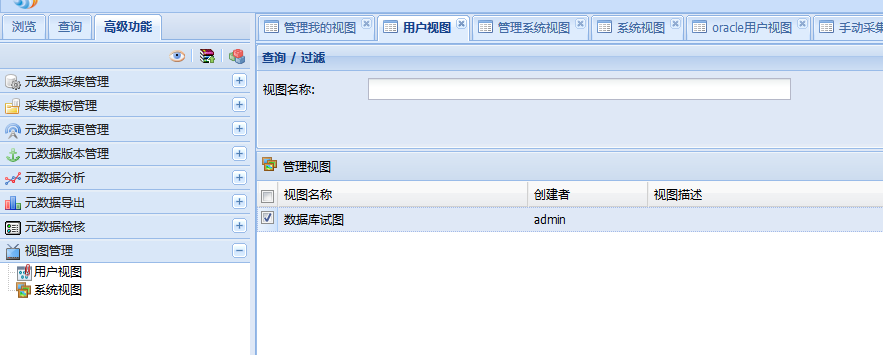 浏览 查询 高级功能
管理我的视图 用户视图 管理系统视图 系统视图 oracle用户视图 手动采集
查询 / 过滤
视图名称:
元数据采集管理
采集模板管理
元数据变更管理
元数据版本管理
元数据分析
元数据导出
元数据检核
视图管理
用户视图
系统视图
管理视图
视图名称 创建者 视图描述
数据库试图 admin